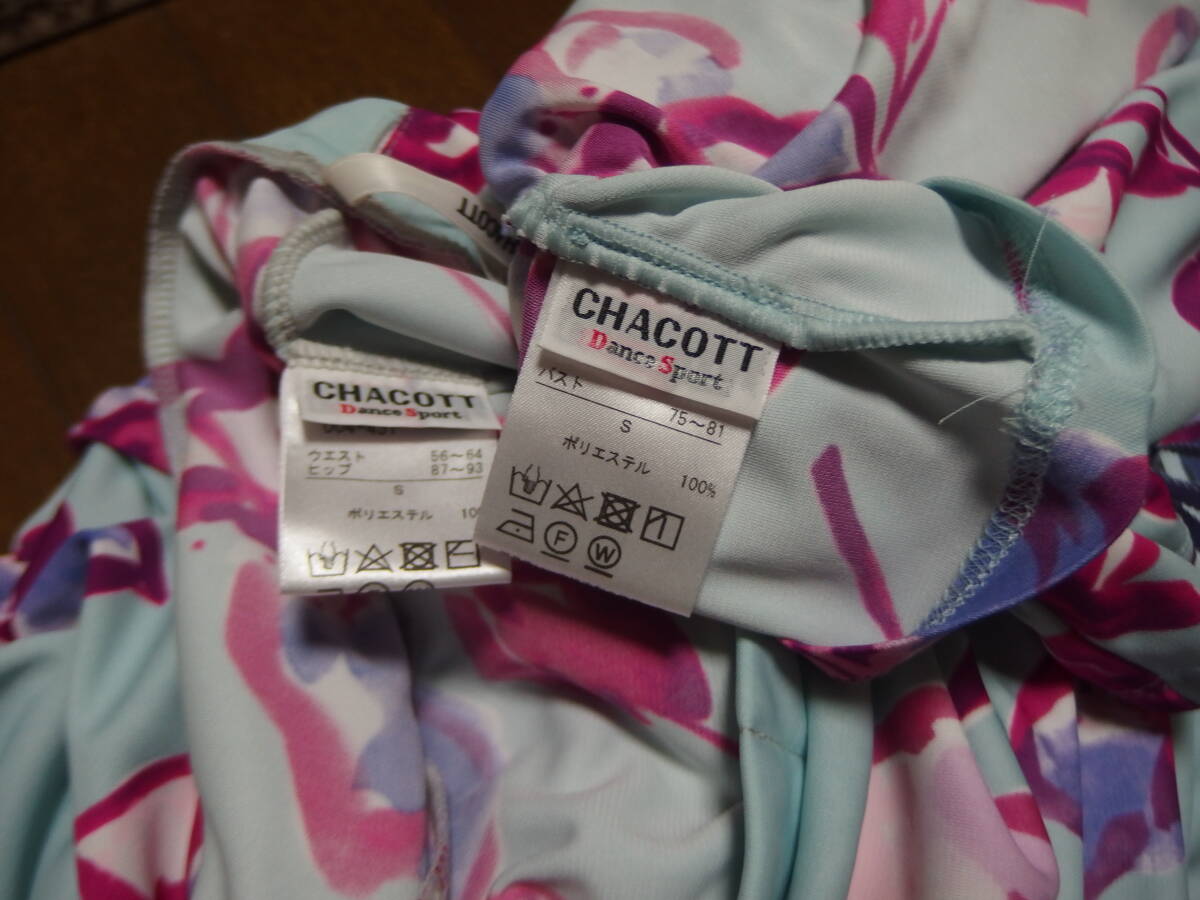 CHACOTT
CHACOTT
Dance Sport
ウエスト 56～64
ヒップ 87～93
S
ポリエステル
CHACOTT
Dance Sport
バスト 75～81
S
ポリエステル 100%
F
W